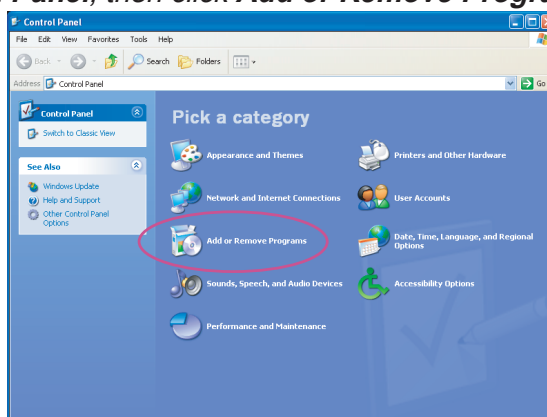 Panel, then click Add or Remove Progr
Control Panel
File Edit View Favorites Tools Help
Back Search Folders
Address Control Panel Go
Control Panel
Switch to Classic View
See Also
Windows Update
Help and Support
Other Control Panel
Options
Pick a category
Appearance and Themes
Printers and Other Hardware
Network and Internet Connections
User Accounts
Add or Remove Programs
Date, Time, Language, and Regional
Options
Sounds, Speech, and Audio Devices
Accessibility Options
Performance and Maintenance